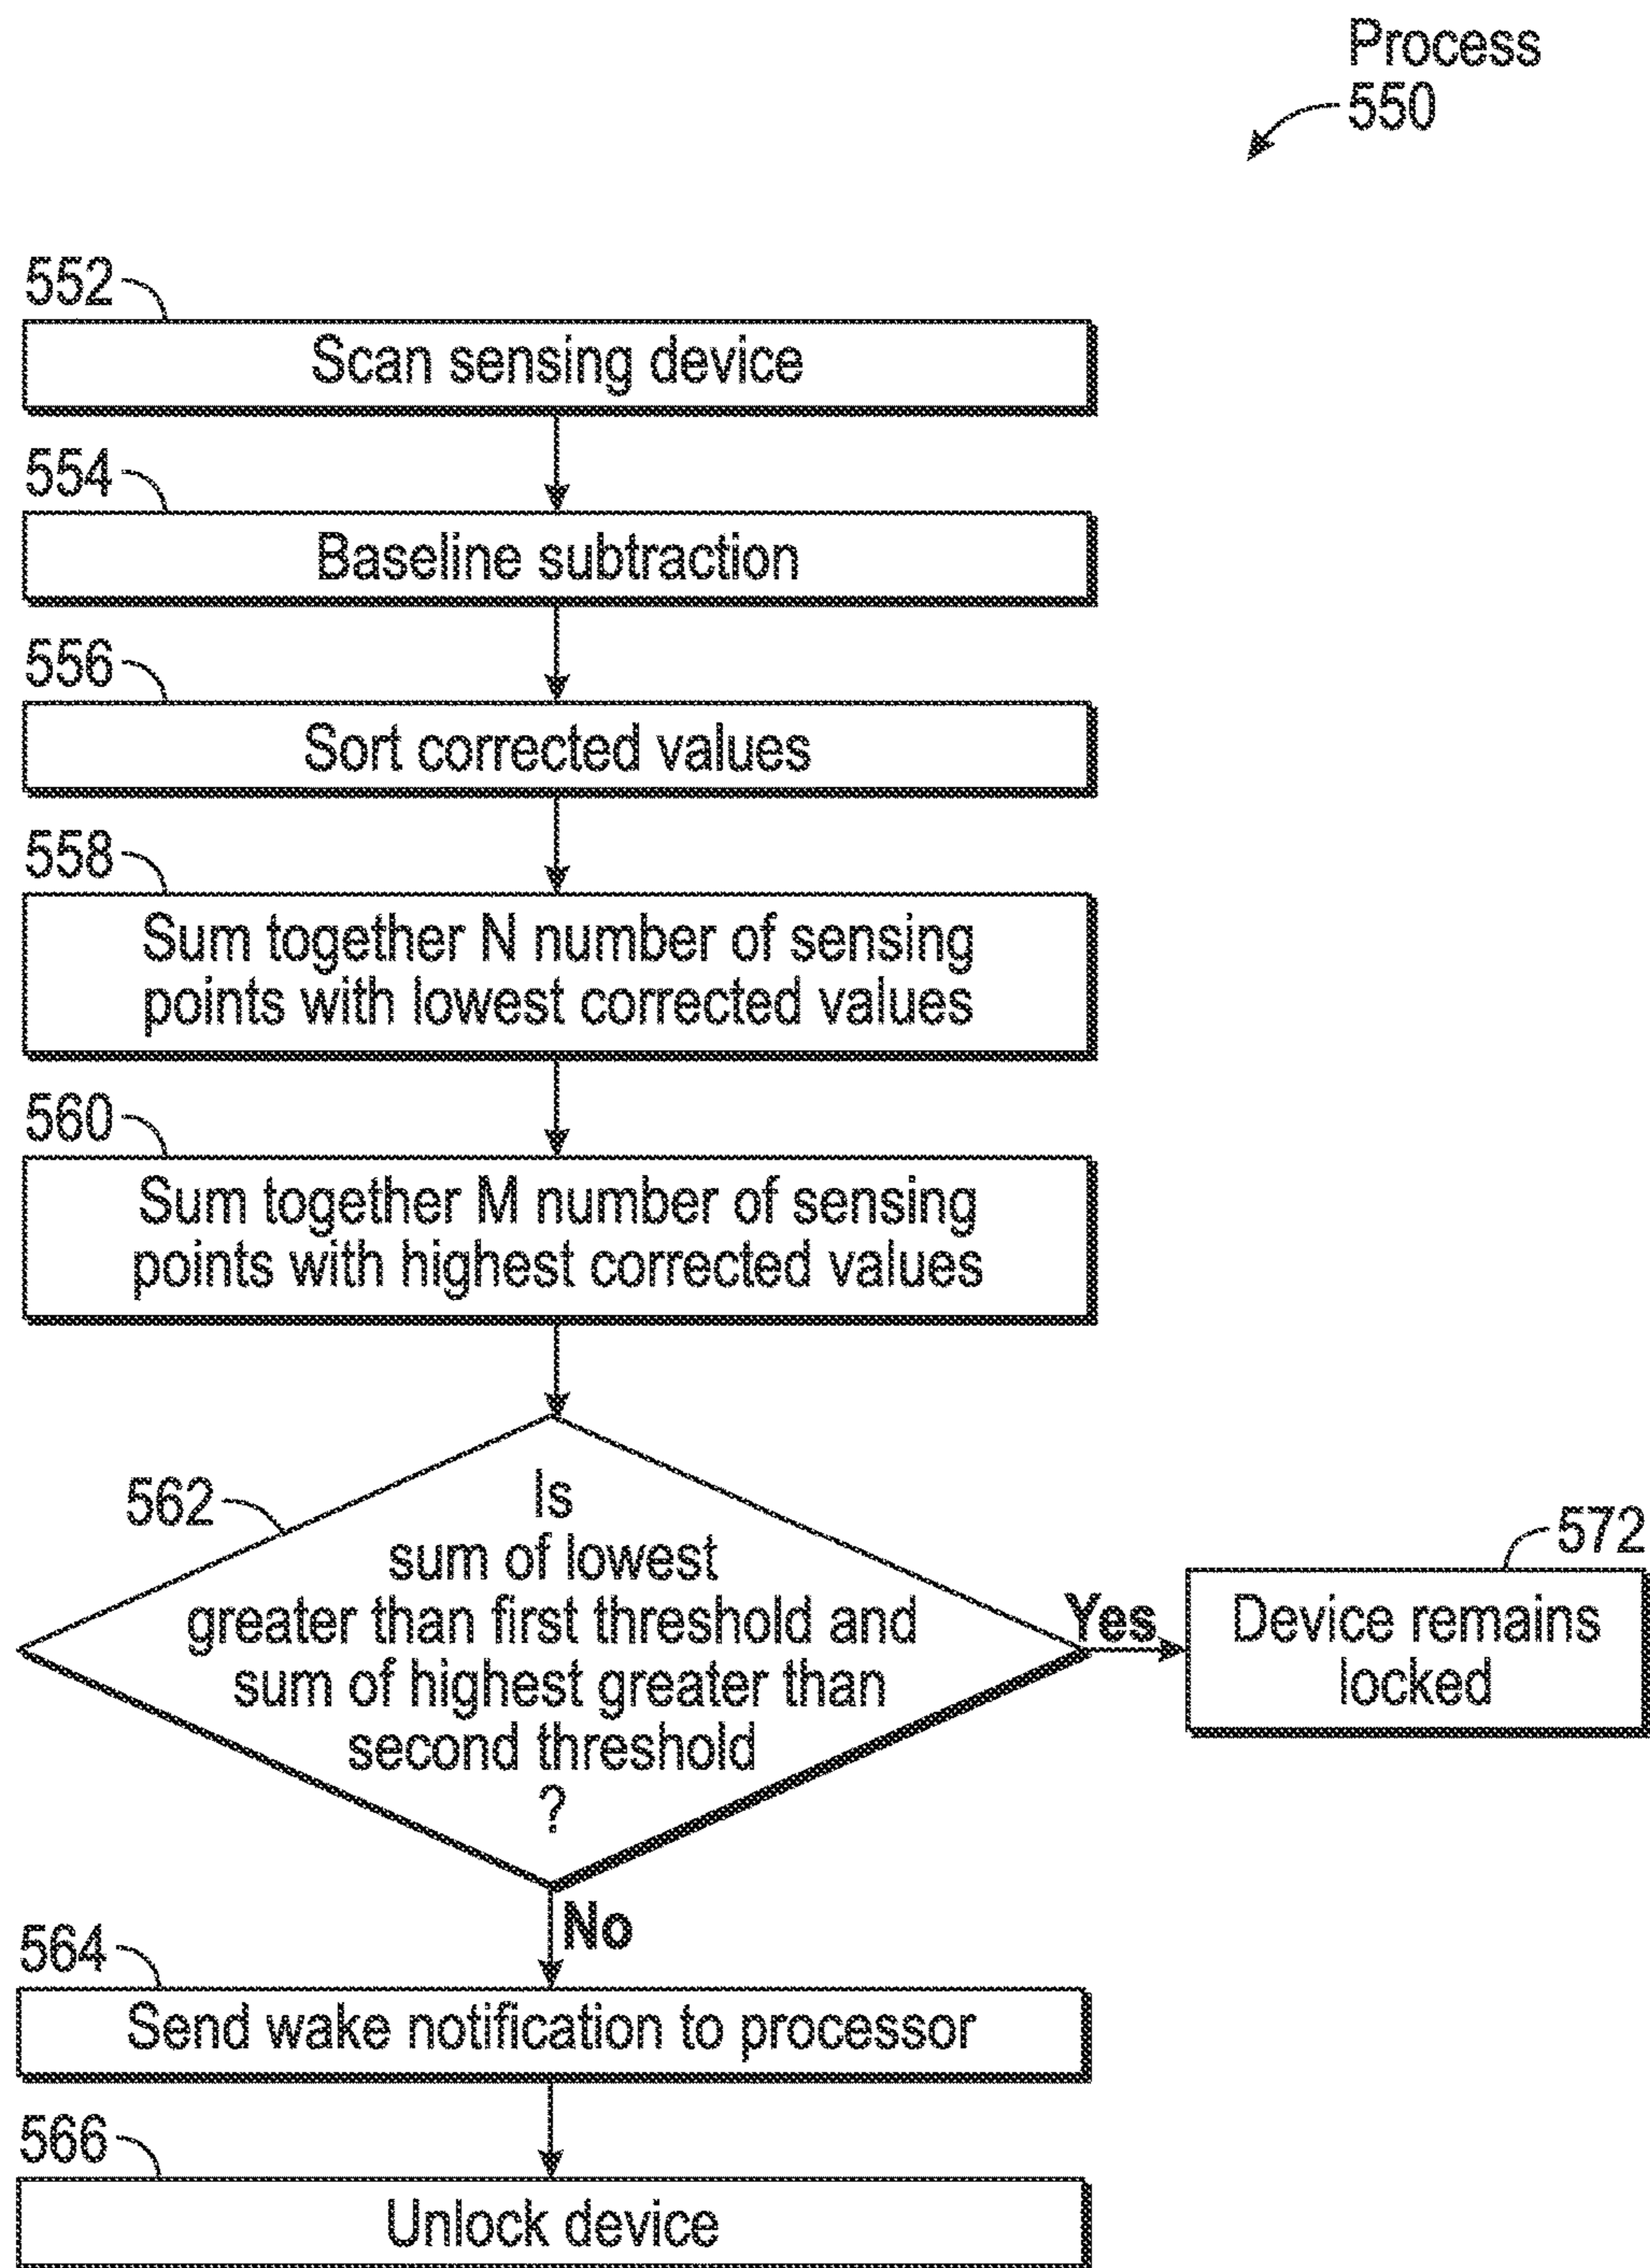 Process
550
552
Scan sensing device
554
Baseline subtraction
556
Sort corrected values
558
Sum together N number of sensing
points with lowest corrected values
560
Sum together M number of sensing
points with highest corrected values
562
Is
sum of lowest
greater than first threshold and
sum of highest greater than
second threshold
?
Yes
572
Device remains
locked
No
564
Send wake notification to processor
566
Unlock device